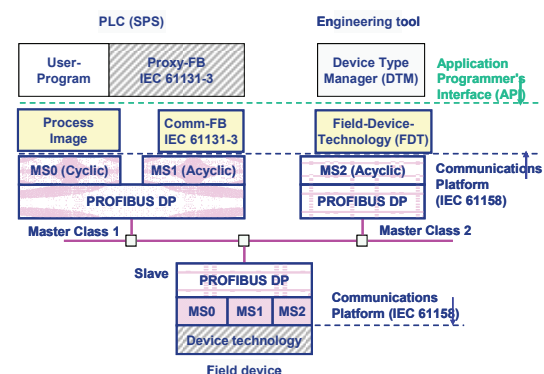 PLC (SPS)
Engineering tool
User-
Program
Proxy-FB
IEC 61131-3
Device Type
Manager (DTM)
Application
Programmer's
Interface (API)
Process
Image
Comm-FB
IEC 61131-3
Field-Device-
Technology (FDT)
MS0 (Cyclic)
MS1 (Acyclic)
MS2 (Acyclic)
Communications
Platform
(IEC 61158)
PROFIBUS DP
PROFIBUS DP
Master Class 1
Master Class 2
Slave
PROFIBUS DP
MS0
MS1
MS2
Communications
Platform (IEC 61158)
Device technology
Field device